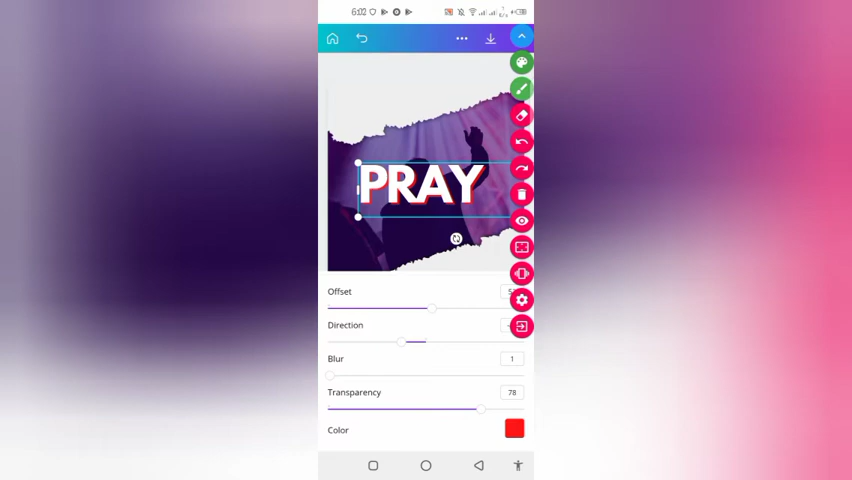 6:02
PRAY
Offset
Direction
Blur
1
Transparency
78
Color